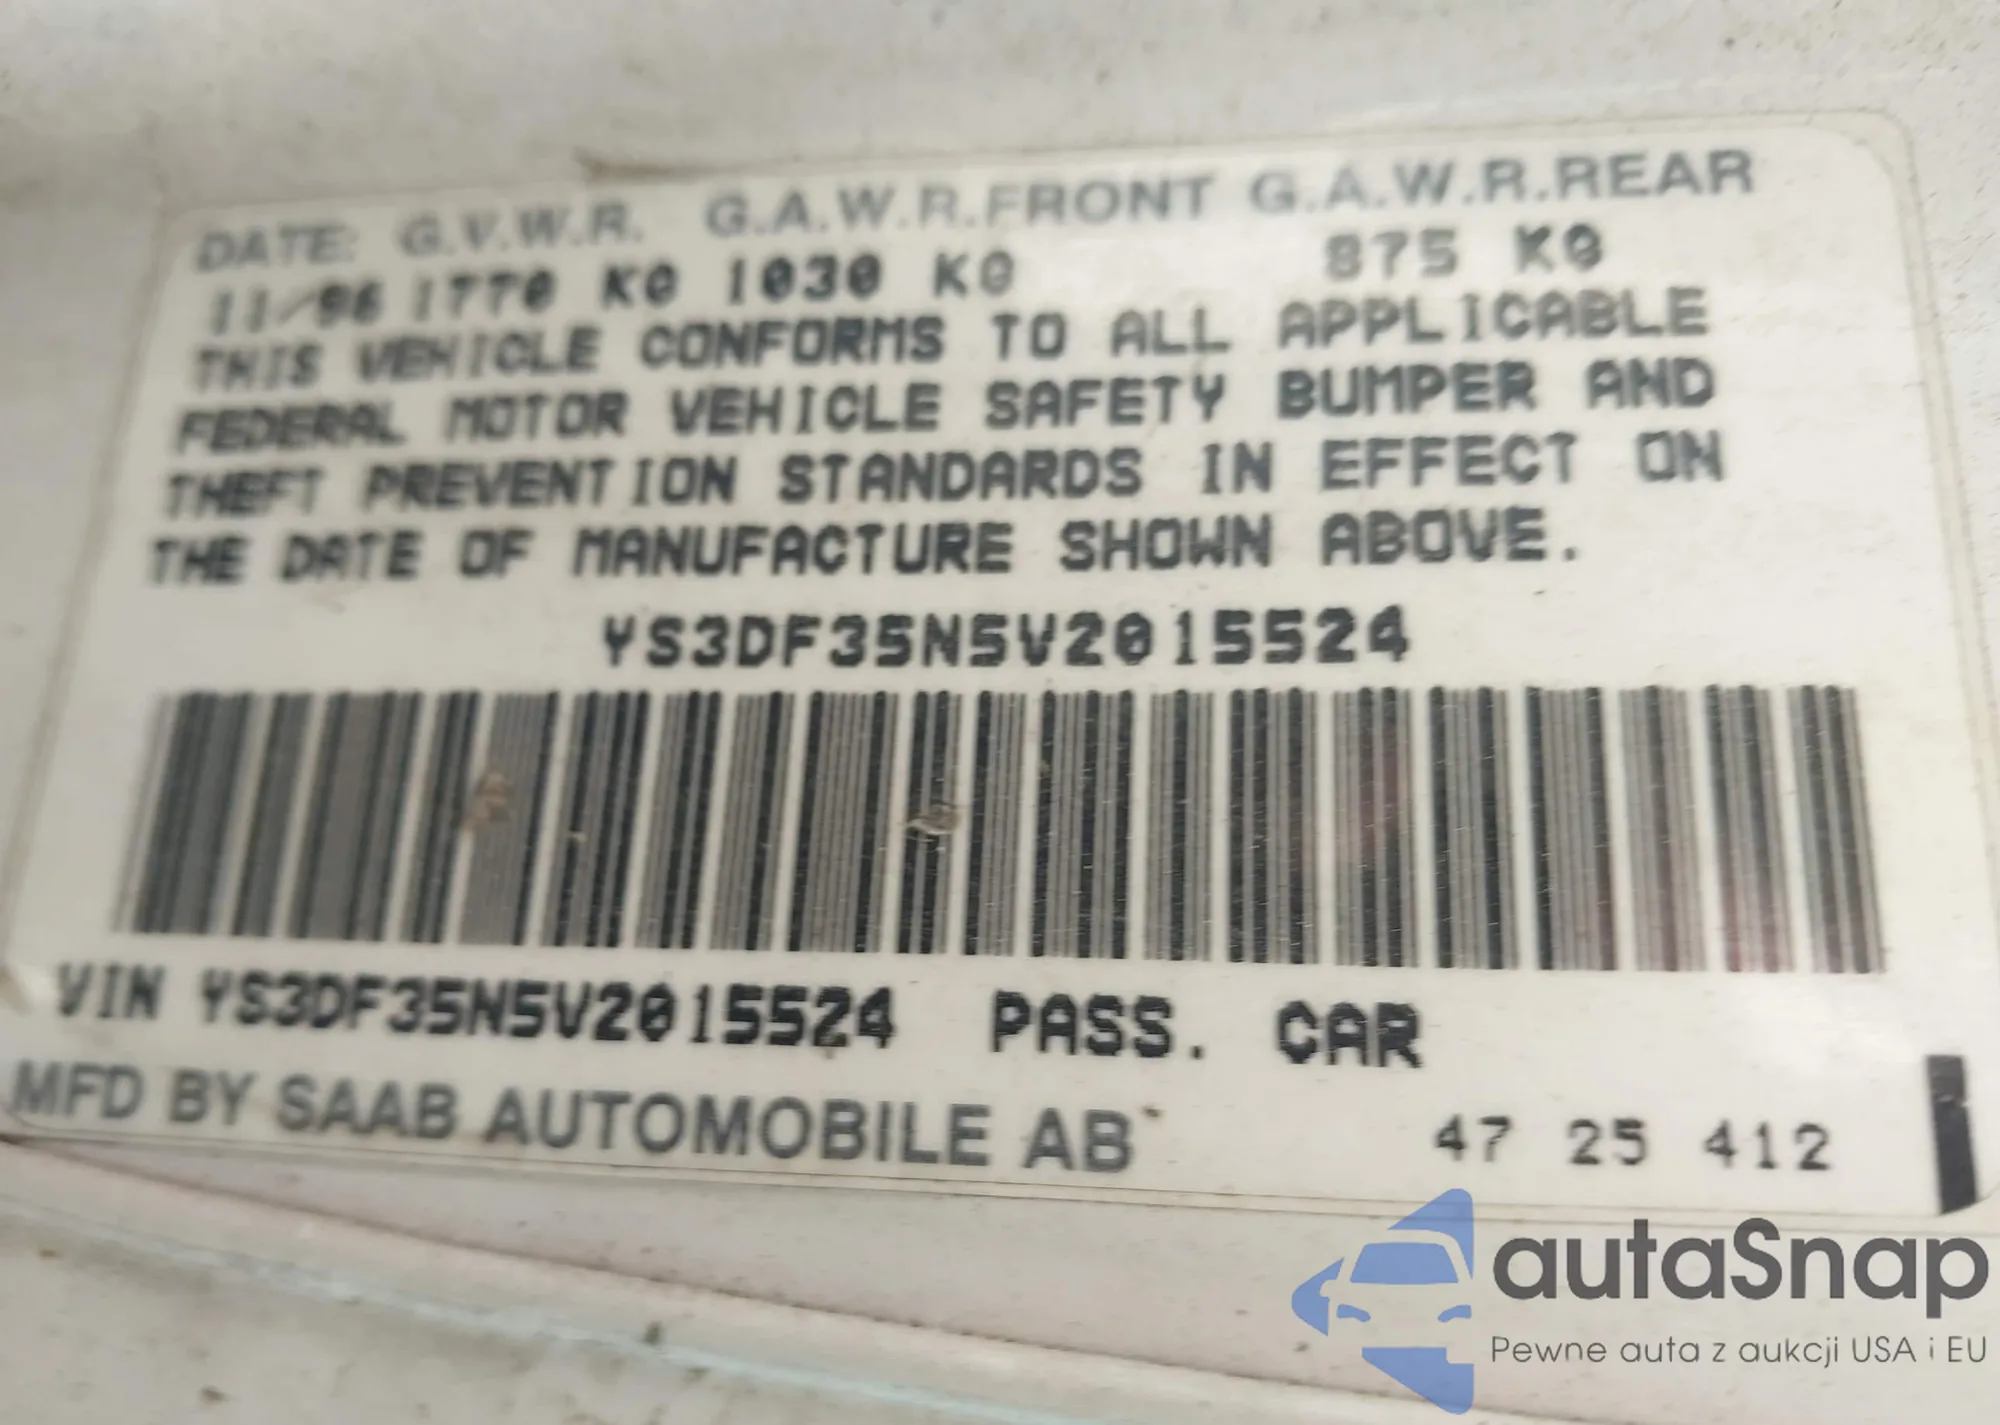 DATE: G.V.W.R. G.A.W.R.FRONT G.A.W.R.REAR
11/96 1770 KG 1030 KG 875 KG
THIS VEHICLE CONFORMS TO ALL APPLICABLE
FEDERAL MOTOR VEHICLE SAFETY BUMPER AND
THEFT PREVENTION STANDARDS IN EFFECT ON
THE DATE OF MANUFACTURE SHOWN ABOVE.
YS3DF35N5V2015524
VIN YS3DF35N5V2015524 PASS. CAR
MFD BY SAAB AUTOMOBILE AB
47 25 412
autaSnap
Pewne auta z aukcji USA i EU